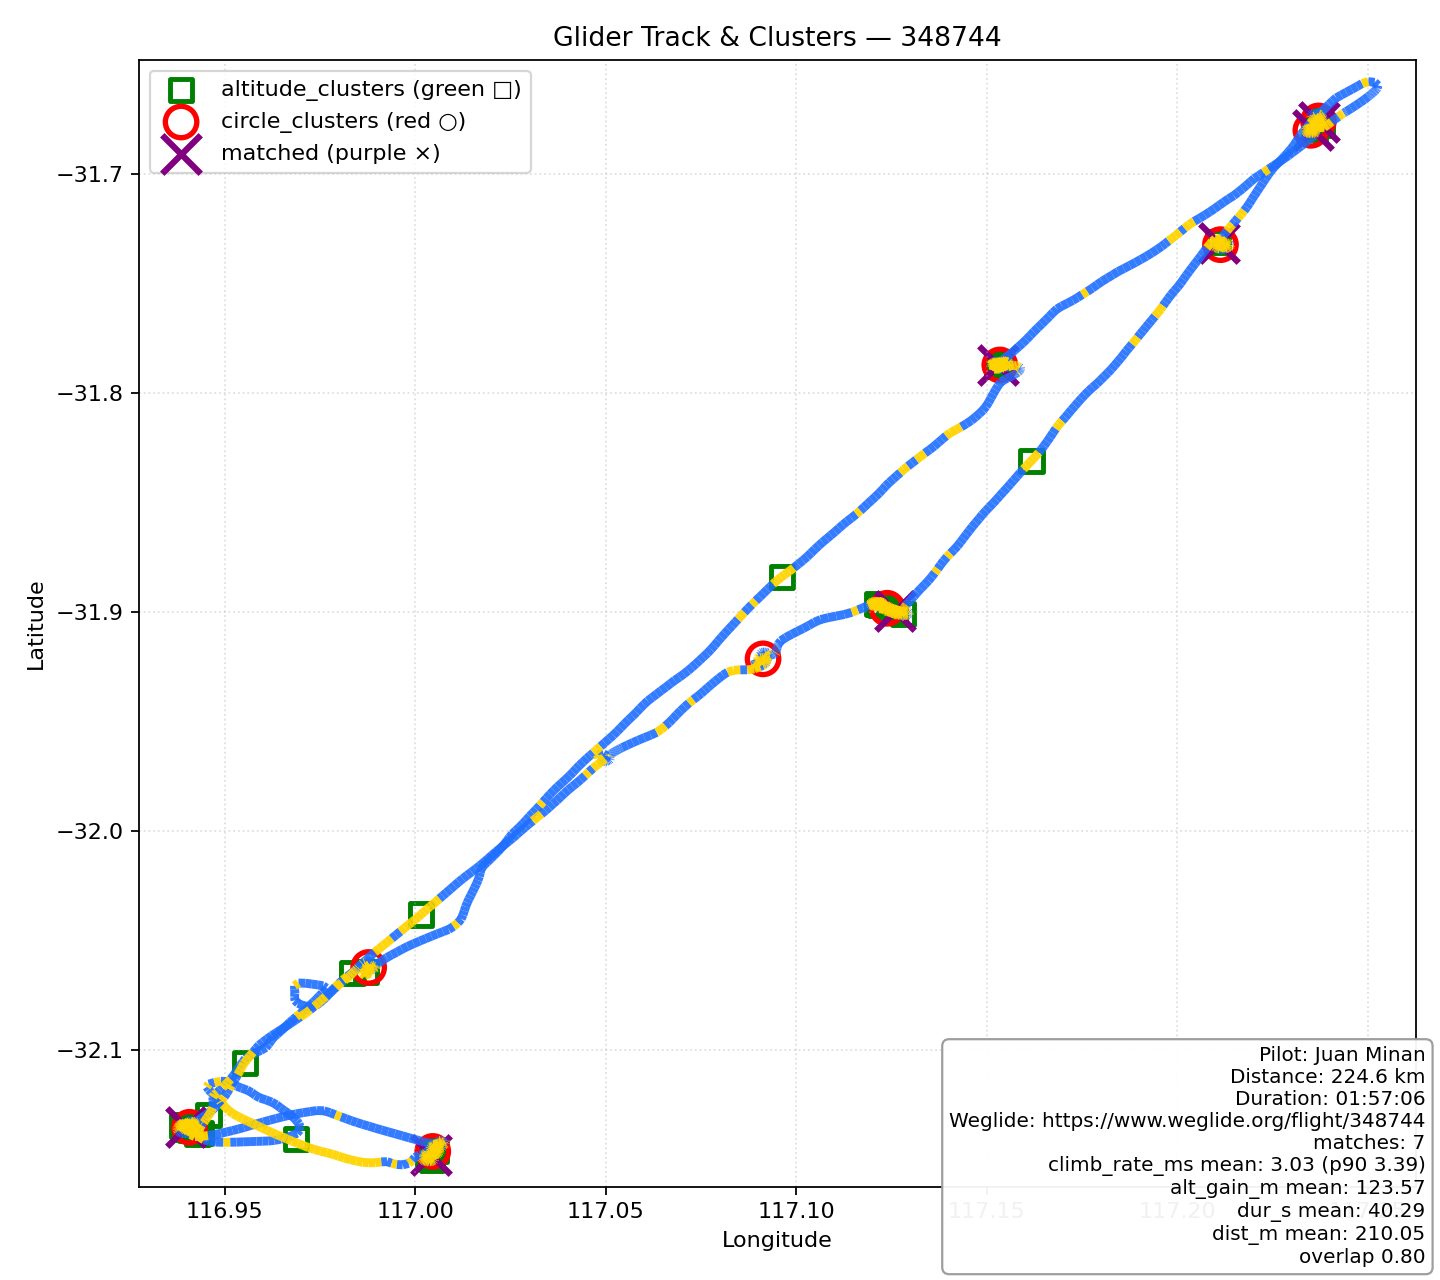 Glider Track & Clusters — 348744
altitude_clusters (green □)
circle_clusters (red ○)
matched (purple ×)
Latitude
−31.7
−31.8
−31.9
−32.0
−32.1
116.95
117.00
117.05
117.10
117.15
117.20
Longitude
Pilot: Juan Minan
Distance: 224.6 km
Duration: 01:57:06
Weglide: https://www.weglide.org/flight/348744
matches: 7
climb_rate_ms mean: 3.03 (p90 3.39)
alt_gain_m mean: 123.57
dur_s mean: 40.29
dist_m mean: 210.05
overlap 0.80